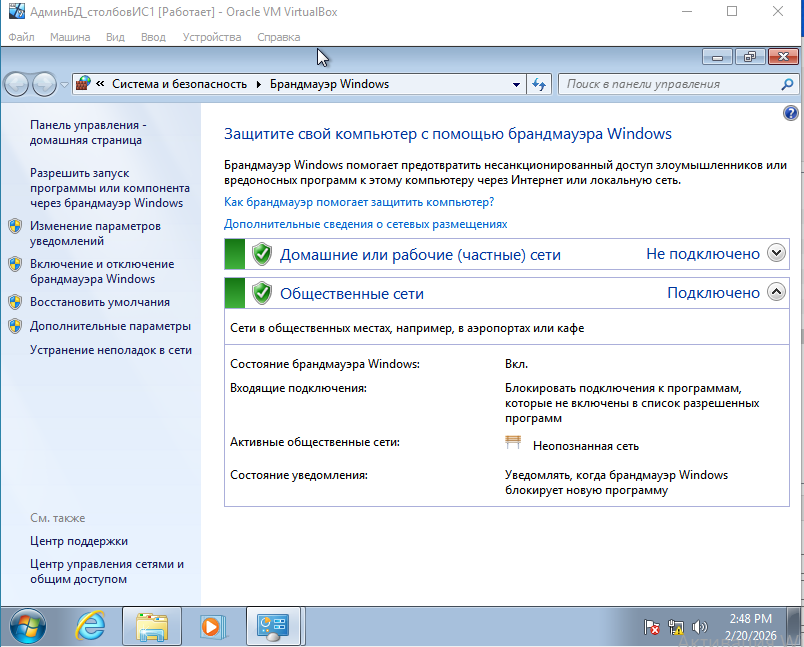 АдминБД_столбовИС1 [Работает] - Oracle VM VirtualBox
Файл Машина Вид Ввод Устройства Справка
« Система и безопасность Брандмауэр Windows
Поиск в панели управления
Панель управления -
домашняя страница
Разрешить запуск
программы или компонента
через брандмауэр Windows
Изменение параметров
уведомлений
Включение и отключение
брандмауэра Windows
Восстановить умолчания
Дополнительные параметры
Устранение неполадок в сети
См. также
Центр поддержки
Центр управления сетями и
общим доступом
Защитите свой компьютер с помощью брандмауэра Windows
Брандмауэр Windows помогает предотвратить несанкционированный доступ злоумышленников или
вредоносных программ к этому компьютеру через Интернет или локальную сеть.
Как брандмауэр помогает защитить компьютер?
Дополнительные сведения о сетевых размещениях
Домашние или рабочие (частные) сети Не подключено
Общественные сети Подключено
Сети в общественных местах, например, в аэропортах или кафе
Состояние брандмауэра Windows: Вкл.
Входящие подключения: Блокировать подключения к программам,
которые не включены в список разрешенных
программ
Активные общественные сети: Неопознанная сеть
Состояние уведомления: Уведомлять, когда брандмауэр Windows
блокирует новую программу
2:48 PM
2/20/2026